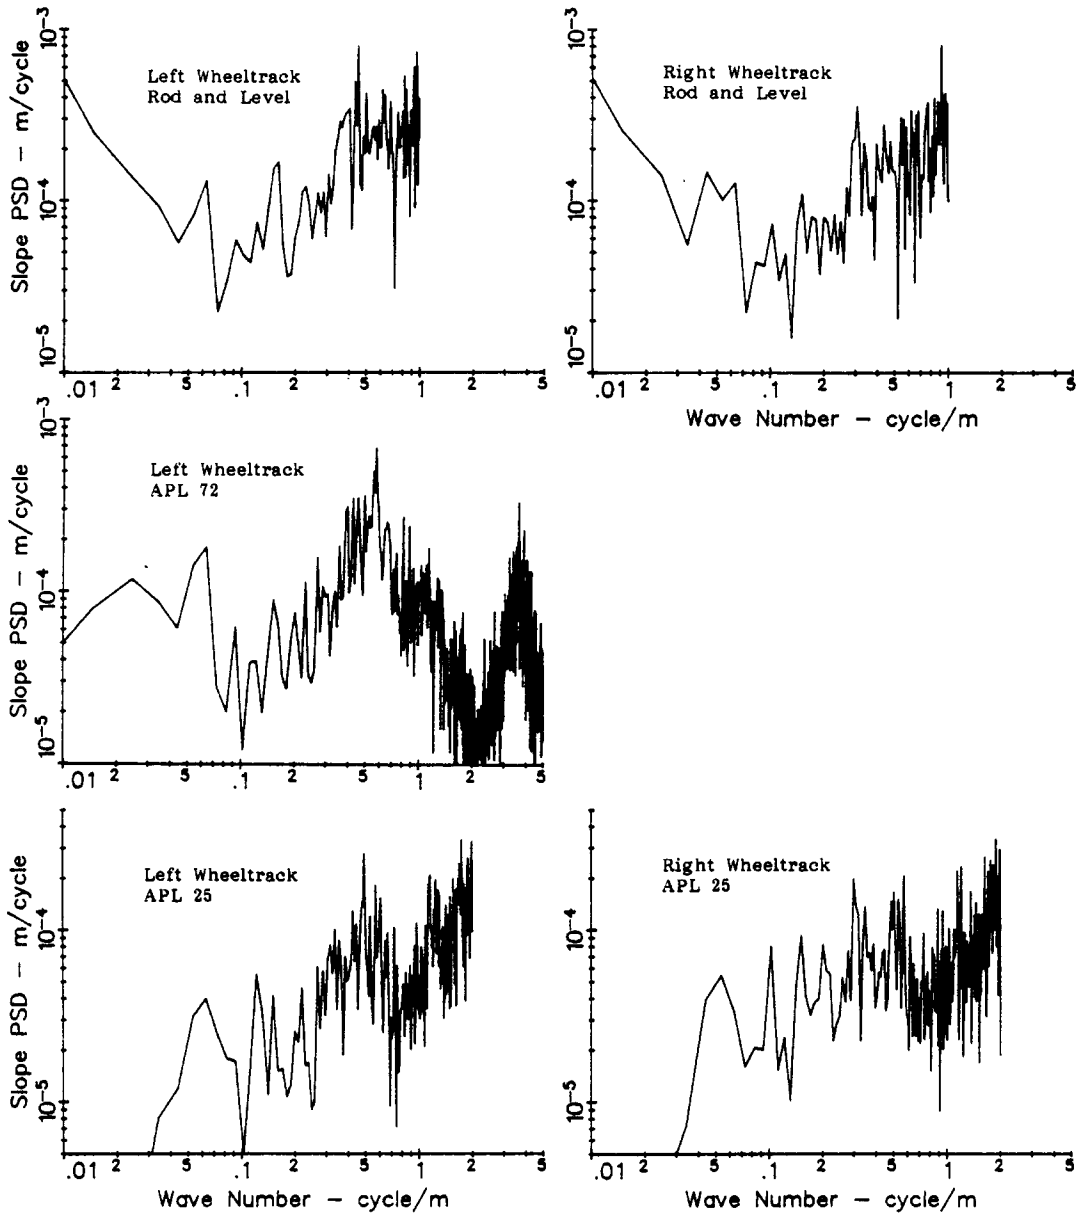 Slope PSD – m/cycle
10⁻³
10⁻⁴
10⁻⁵
Left Wheeltrack
Rod and Level
.01 2 5 .1 2 5 1 2 5
10⁻³
10⁻⁴
10⁻⁵
Right Wheeltrack
Rod and Level
.01 2 5 .1 2 5 1 2 5
Wave Number – cycle/m
Slope PSD – m/cycle
10⁻³
10⁻⁴
10⁻⁵
Left Wheeltrack
APL 72
.01 2 5 .1 2 5 1 2 5
Slope PSD – m/cycle
10⁻⁴
10⁻⁵
Left Wheeltrack
APL 25
.01 2 5 .1 2 5 1 2 5
Wave Number – cycle/m
10⁻⁴
10⁻⁵
Right Wheeltrack
APL 25
.01 2 5 .1 2 5 1 2 5
Wave Number – cycle/m